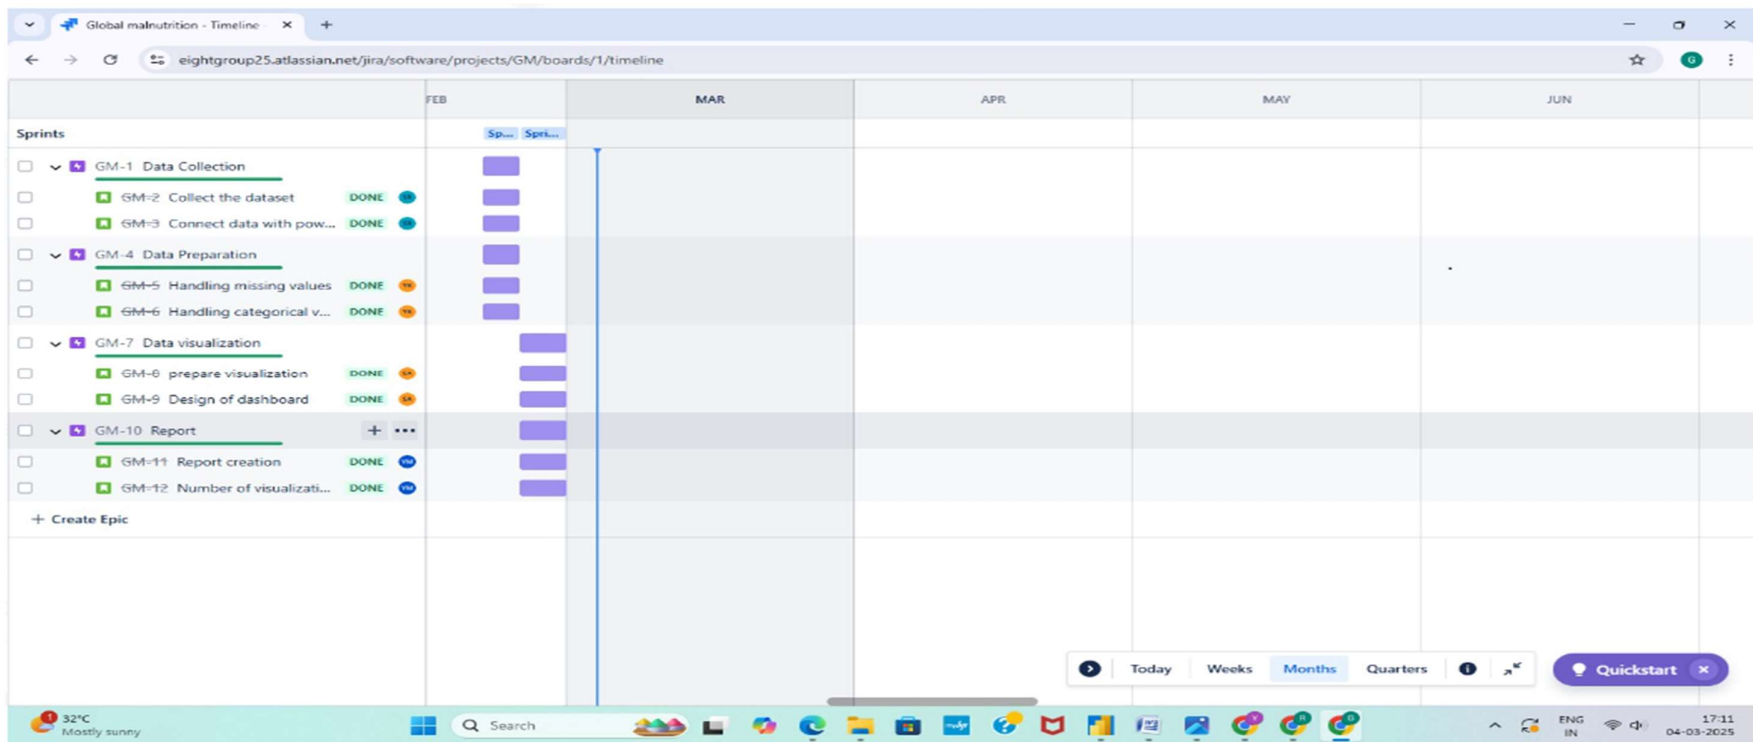 Global malnutrition - Timeline
eightgroup25.atlassian.net/jira/software/projects/GM/boards/1/timeline
G
FEB MAR APR MAY JUN
Sprints Sp... Spri...
GM-1 Data Collection
GM-2 Collect the dataset DONE
GM-3 Connect data with pow... DONE
GM-4 Data Preparation
GM-5 Handling missing values DONE
GM-6 Handling categorical v... DONE
GM-7 Data visualization
GM-8 prepare visualization DONE SA
GM-9 Design of dashboard DONE SA
GM-10 Report
GM-11 Report creation DONE YM
GM-12 Number of visualizati... DONE YM
+ Create Epic
Today Weeks Months Quarters Quickstart
1 32°C
Mostly sunny
Search
ENG
IN
17:11
04-03-2025